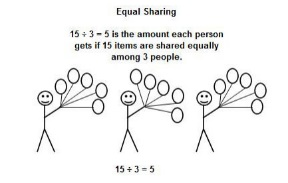 Equal Sharing
15 ÷ 3 = 5 is the amount each person
gets if 15 items are shared equally
among 3 people.
15 ÷ 3 = 5